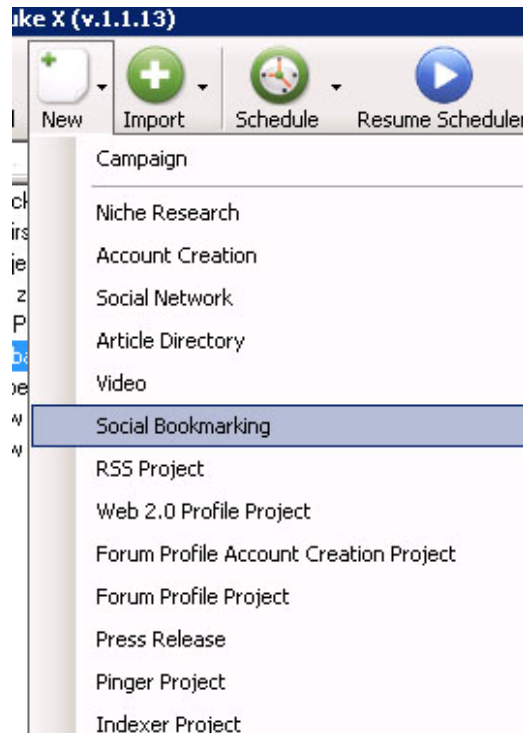 uke X (v.1.1.13)
New Import Schedule Resume Scheduler
Campaign
Niche Research
Account Creation
Social Network
Article Directory
Video
Social Bookmarking
RSS Project
Web 2.0 Profile Project
Forum Profile Account Creation Project
Forum Profile Project
Press Release
Pinger Project
Indexer Project